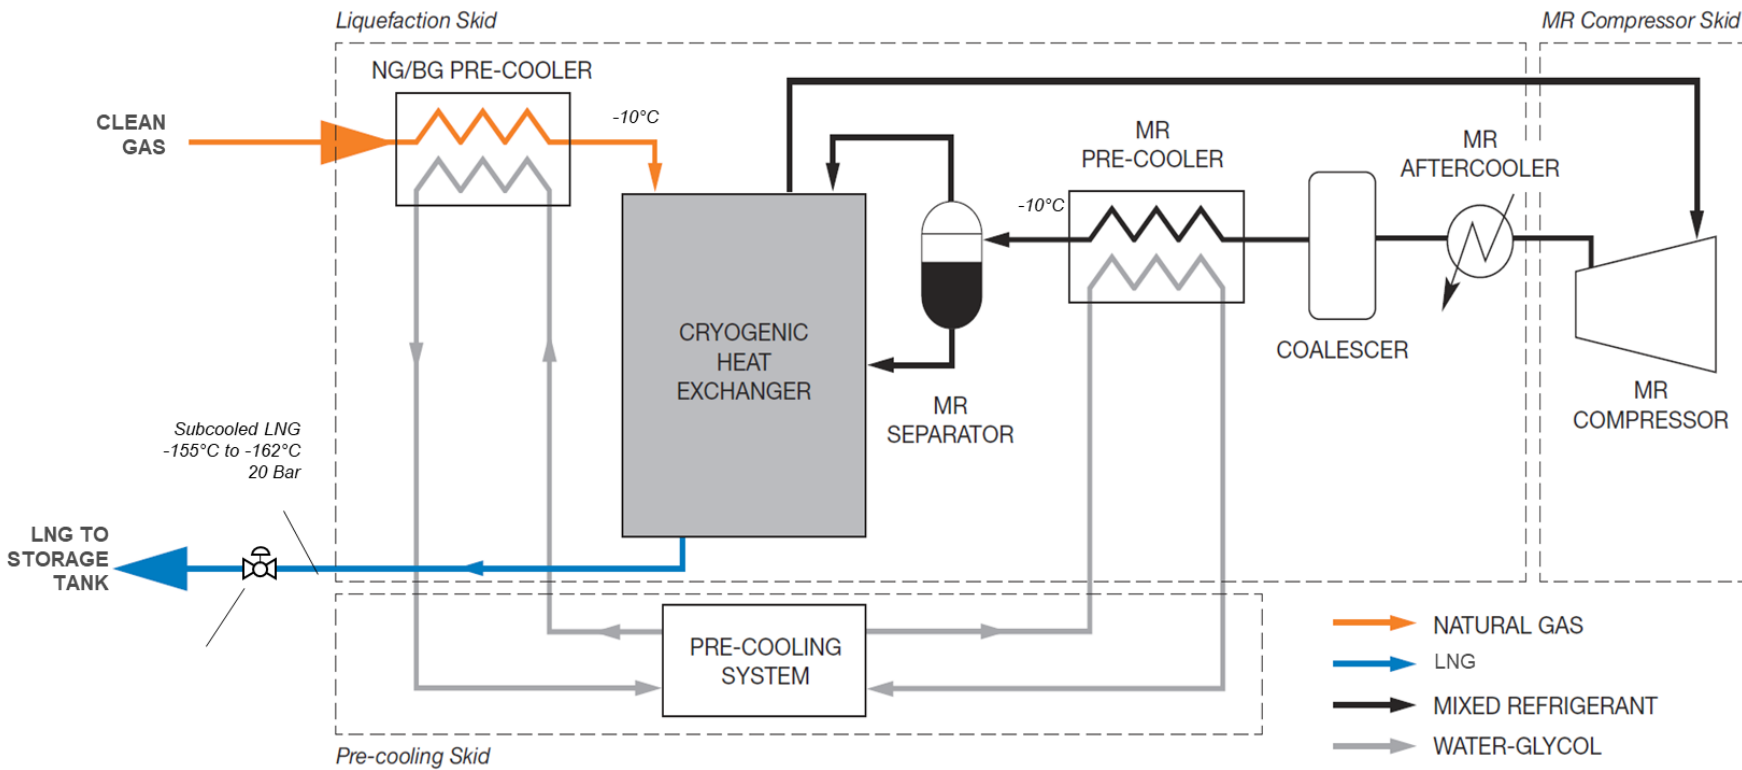 Liquefaction Skid
MR Compressor Skid
NG/BG PRE-COOLER
CLEAN
GAS
-10°C
MR
PRE-COOLER
MR
AFTERCOOLER
-10°C
CRYOGENIC
HEAT
EXCHANGER
COALESCER
MR
SEPARATOR
MR
COMPRESSOR
Subcooled LNG
-155°C to -162°C
20 Bar
LNG TO
STORAGE
TANK
PRE-COOLING
SYSTEM
NATURAL GAS
LNG
MIXED REFRIGERANT
WATER-GLYCOL
Pre-cooling Skid